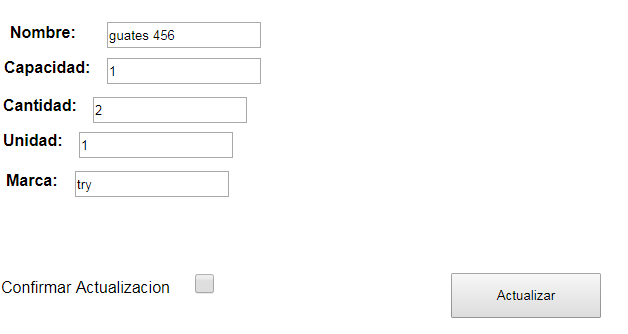 Nombre: guates 456
Capacidad: 1
Cantidad: 2
Unidad: 1
Marca: try
Confirmar Actualizacion Actualizar